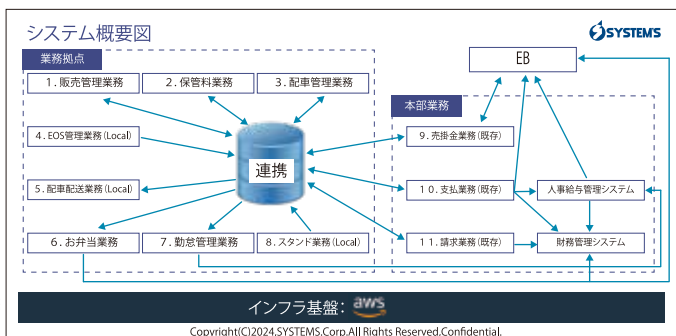 システム概要図
SYSTEMS
業務拠点
EB
1.販売管理業務
2.保管料業務
3.配車管理業務
本部業務
4.EOS管理業務(Local)
9.売掛金業務(既存)
連携
5.配車配送業務(Local)
10.支払業務(既存)
人事給与管理システム
6.お弁当業務
7.勤怠管理業務
8.スタンド業務(Local)
11.請求業務(既存)
財務管理システム
インフラ基盤: aws
Copyright(C)2024,SYSTEMS.Corp.All Rights Reserved.Confidential.